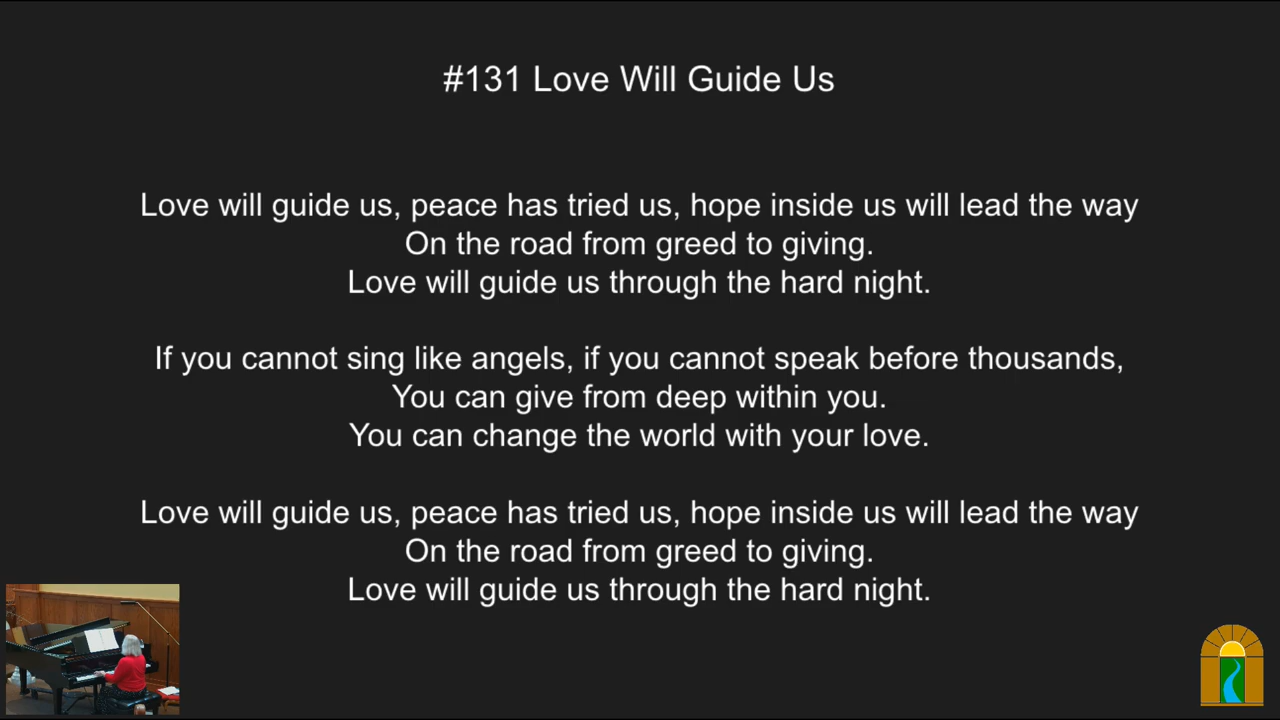 #131 Love Will Guide Us
Love will guide us, peace has tried us, hope inside us will lead the way
On the road from greed to giving.
Love will guide us through the hard night.
If you cannot sing like angels, if you cannot speak before thousands,
You can give from deep within you.
You can change the world with your love.
Love will guide us, peace has tried us, hope inside us will lead the way
On the road from greed to giving.
Love will guide us through the hard night.